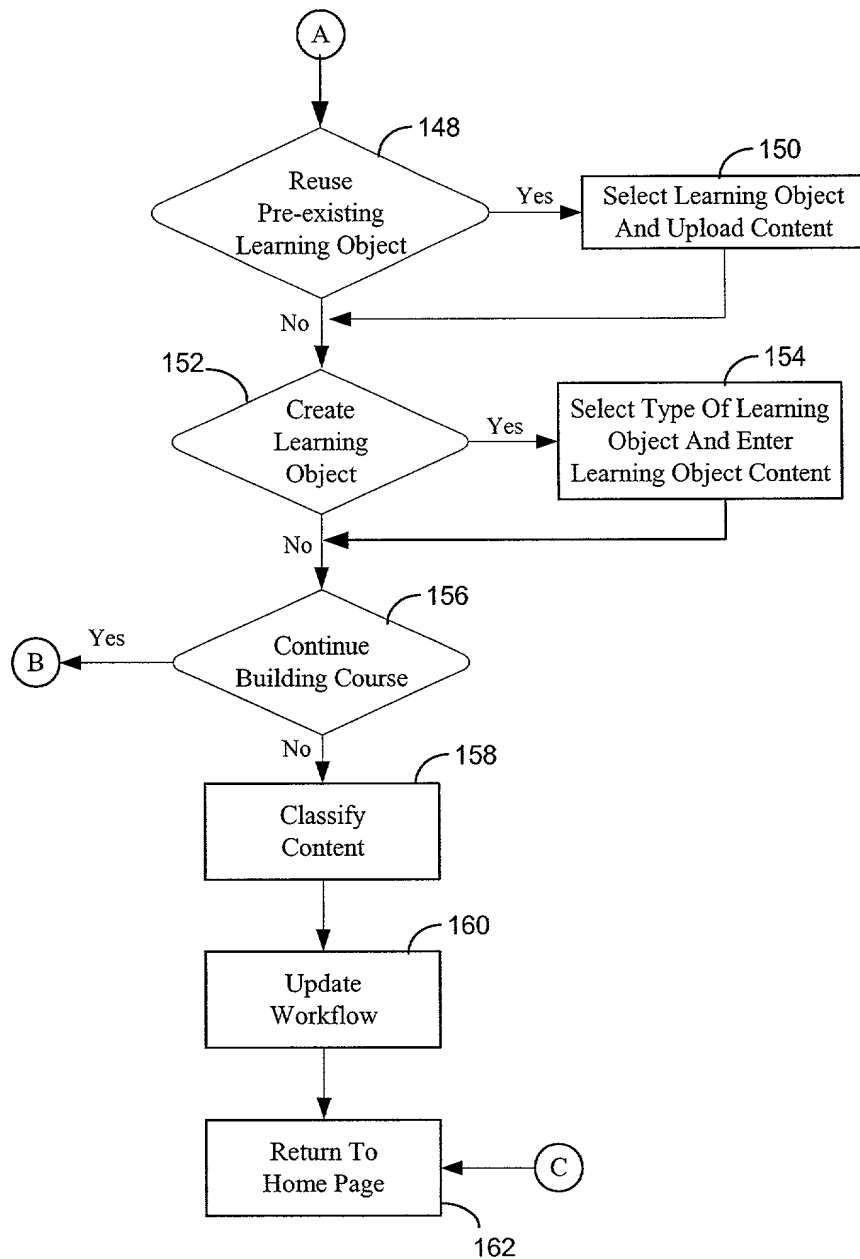 A
148
Reuse
Pre-existing
Learning Object
Yes
150
Select Learning Object
And Upload Content
No
152
Create
Learning
Object
Yes
154
Select Type Of Learning
Object And Enter
Learning Object Content
No
156
Continue
Building Course
Yes
B
No
158
Classify
Content
160
Update
Workflow
Return To
Home Page
C
162